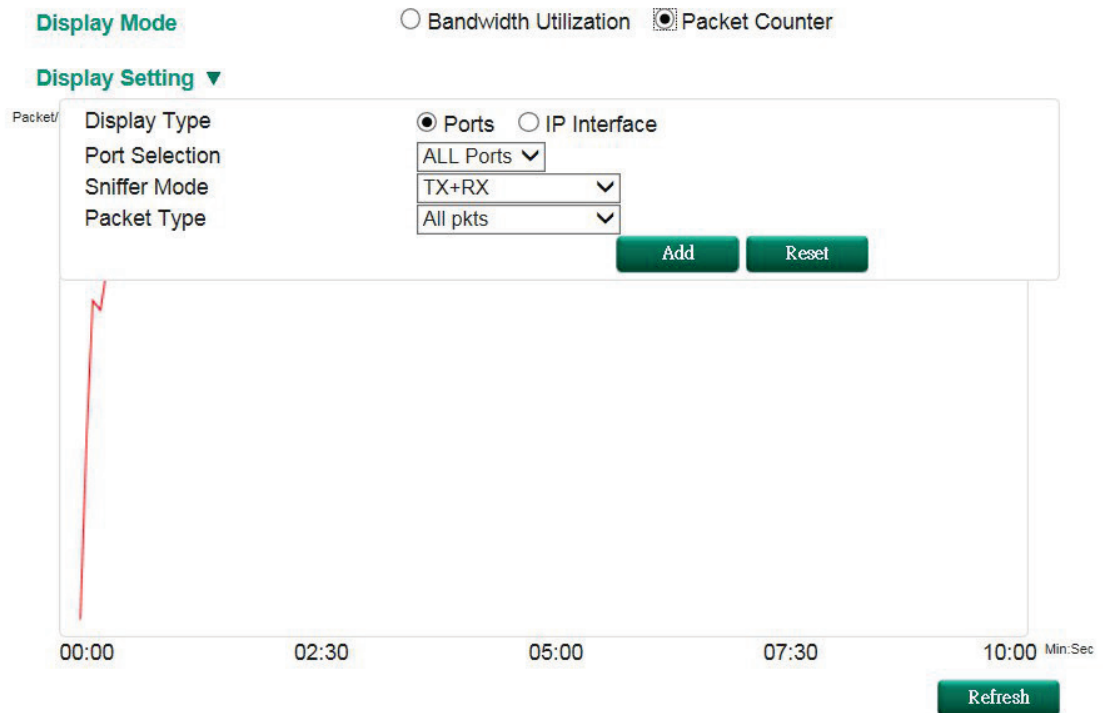 Display Mode Bandwidth Utilization Packet Counter
Display Setting ▼
Packet/
Display Type Ports IP Interface
Port Selection ALL Ports
Sniffer Mode TX+RX
Packet Type All pkts
Add Reset
00:00 02:30 05:00 07:30 10:00 Min:Sec
Refresh